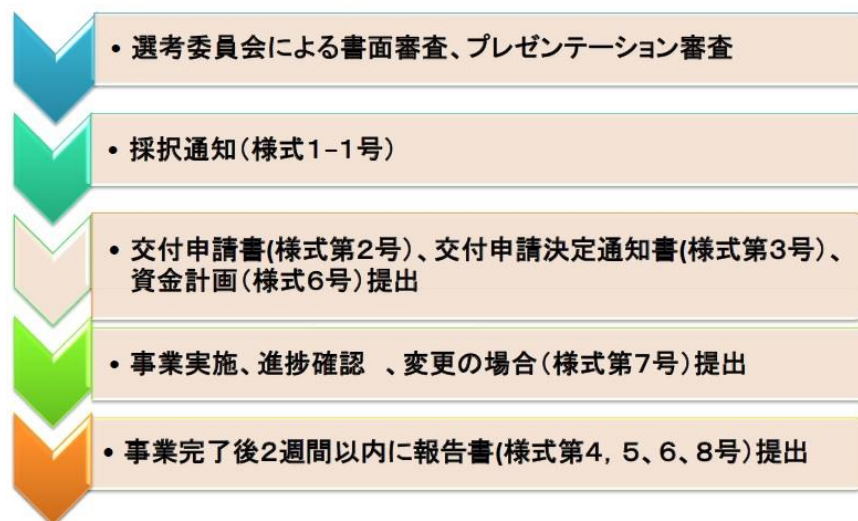 • 選考委員会による書面審査、プレゼンテーション審査
• 採択通知(様式1-1号)
• 交付申請書(様式第2号)、交付申請決定通知書(様式第3号)、
資金計画(様式6号)提出
• 事業実施、進捗確認 、変更の場合(様式第7号)提出
• 事業完了後2週間以内に報告書(様式第4, 5、6、8号)提出